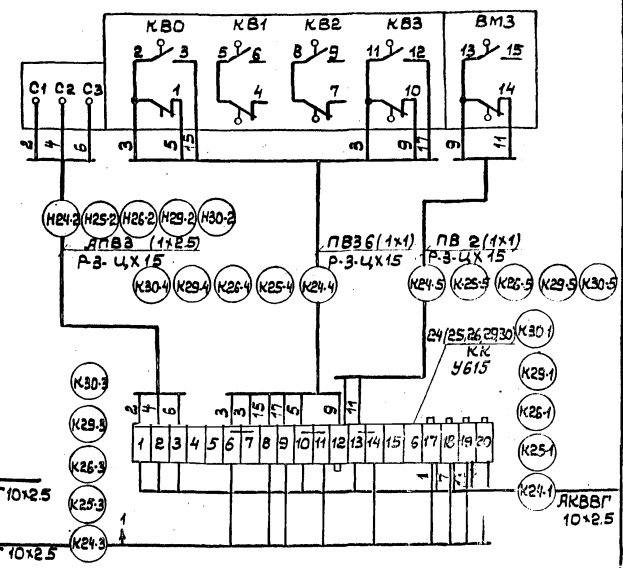 КВ0 КВ1 КВ2 КВ3 ВМ3
2 3 5 6 8 9 11 12 13 15
С1 С2 С3 1 4 7 10 14
2 4 6 3 5 15 3 9 17 9 11
Н24-2 Н25-2 Н26-2 Н29-2 Н30-2
АПВ3 (1х2.5) ПВ3 6(1х1) ПВ 2(1х1)
Р-3-ЦХ15 Р-3-ЦХ15 Р-3-ЦХ15
К30-4 К29-4 К26-4 К25-4 К24-4 К24-5 К-25-5 К26-5 К29-5 К30-5
24(25,26,29,30) К30-1
КК
У615
К30-3 К29-1
2 4 6 3 3 15 17 5 9 11
К29-3 К26-1
1 2 3 4 5 6 7 8 9 10 11 12 13 14 15 6 17 18 19 20
К26-3 К25-1
1 7
К25-3 К24-1
Г 10х2.5 АКВВГ
10х2.5
К24-3 1
Г 10х2.5